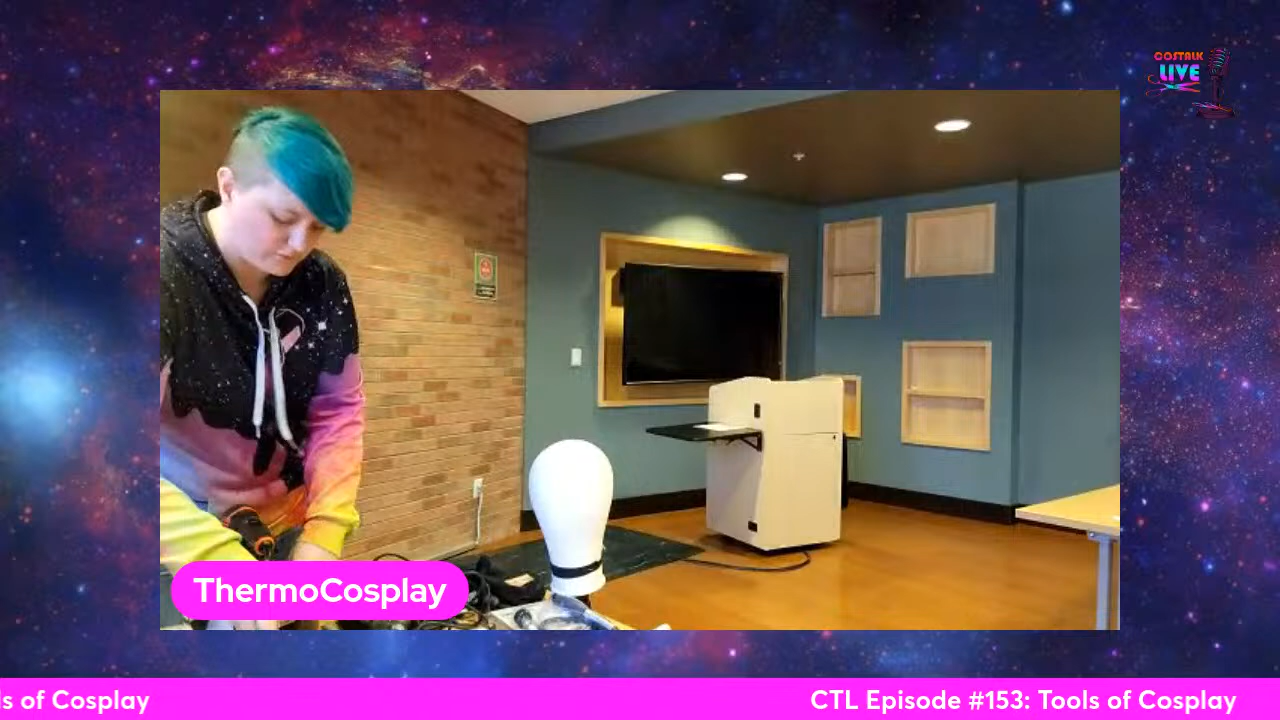 COSTALK
LIVE
ThermoCosplay
ls of Cosplay
CTL Episode #153: Tools of Cosplay